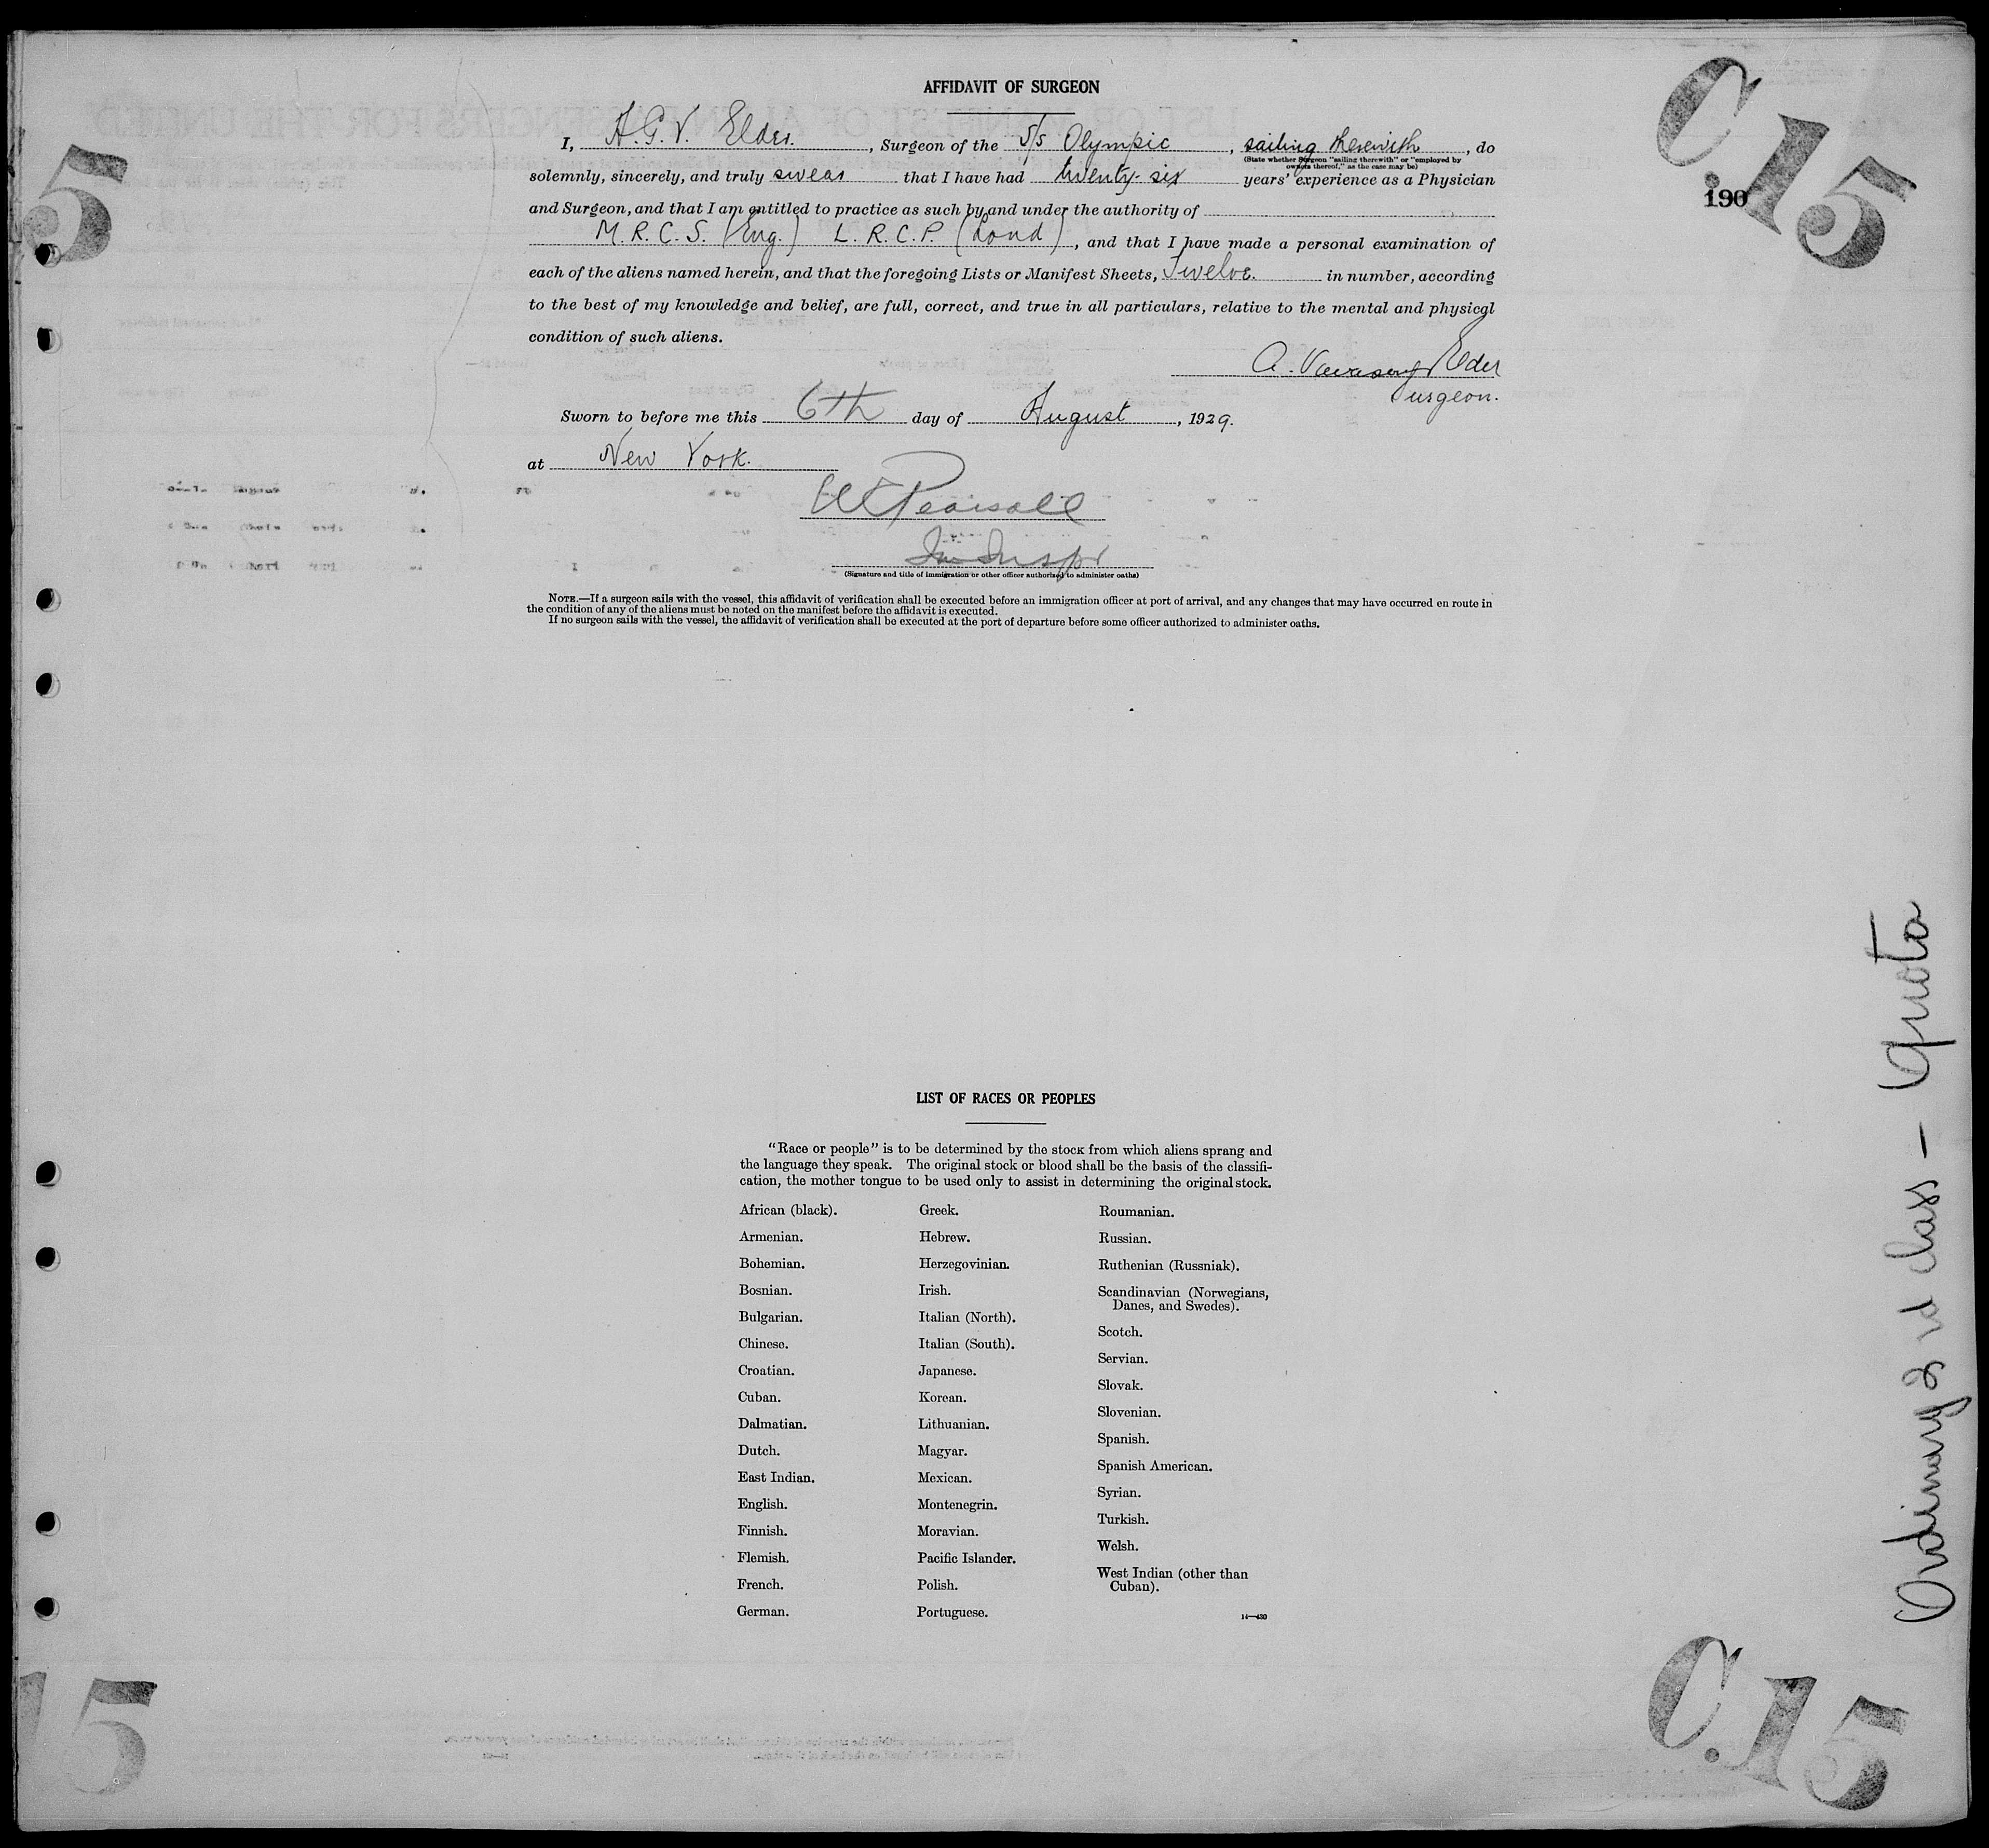 AFFIDAVIT OF SURGEON
I, A.G.V. Elder. , Surgeon of the S/S Olympic , sailing therewith , do
(State whether Surgeon "sailing therewith" or "employed by
owners thereof," as the case may be)
solemnly, sincerely, and truly swear that I have had twenty-six years' experience as a Physician
and Surgeon, and that I am entitled to practice as such by and under the authority of
M.R.C.S. (Eng.) L.R.C.P. (Lond) , and that I have made a personal examination of
each of the aliens named herein, and that the foregoing Lists or Manifest Sheets, Twelve. in number, according
to the best of my knowledge and belief, are full, correct, and true in all particulars, relative to the mental and physical
condition of such aliens.
A. Elder
Surgeon.
Sworn to before me this 6th day of August , 1929.
at New York.
Pearsall
Im Inspr
(Signature and title of immigration or other officer authorized to administer oaths)
NOTE.—If a surgeon sails with the vessel, this affidavit of verification shall be executed before an immigration officer at port of arrival, and any changes that may have occurred en route in
the condition of any of the aliens must be noted on the manifest before the affidavit is executed.
If no surgeon sails with the vessel, the affidavit of verification shall be executed at the port of departure before some officer authorized to administer oaths.
C.15
190
5
LIST OF RACES OR PEOPLES
"Race or people" is to be determined by the stock from which aliens sprang and
the language they speak. The original stock or blood shall be the basis of the classifi-
cation, the mother tongue to be used only to assist in determining the original stock.
African (black).
Armenian.
Bohemian.
Bosnian.
Bulgarian.
Chinese.
Croatian.
Cuban.
Dalmatian.
Dutch.
East Indian.
English.
Finnish.
Flemish.
French.
German.
Greek.
Hebrew.
Herzegovinian.
Irish.
Italian (North).
Italian (South).
Japanese.
Korean.
Lithuanian.
Magyar.
Mexican.
Montenegrin.
Moravian.
Pacific Islander.
Polish.
Portuguese.
Roumanian.
Russian.
Ruthenian (Russniak).
Scandinavian (Norwegians,
Danes, and Swedes).
Scotch.
Servian.
Slovak.
Slovenian.
Spanish.
Spanish American.
Syrian.
Turkish.
Welsh.
West Indian (other than
Cuban).
14—430
Ordinary 3rd class - Quota
15
C.15